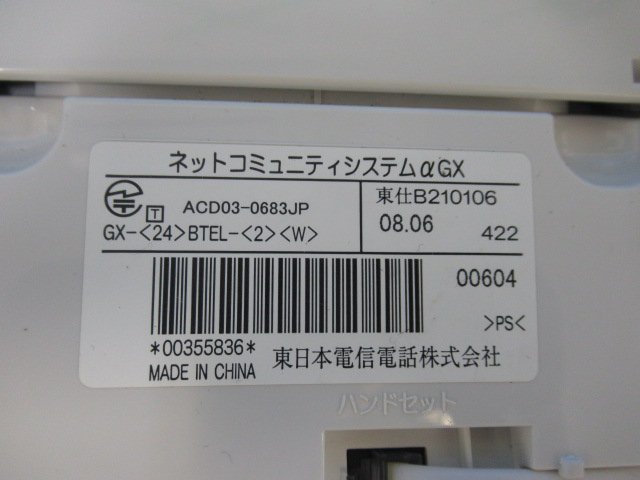 ネットコミュニティシステムαGX
T ACD03-0683JP
東仕B210106
GX-<24>BTEL-<2><W>
08.06 422
00604
>PS<
*00355836*
MADE IN CHINA
東日本電信電話株式会社
ハンドセット